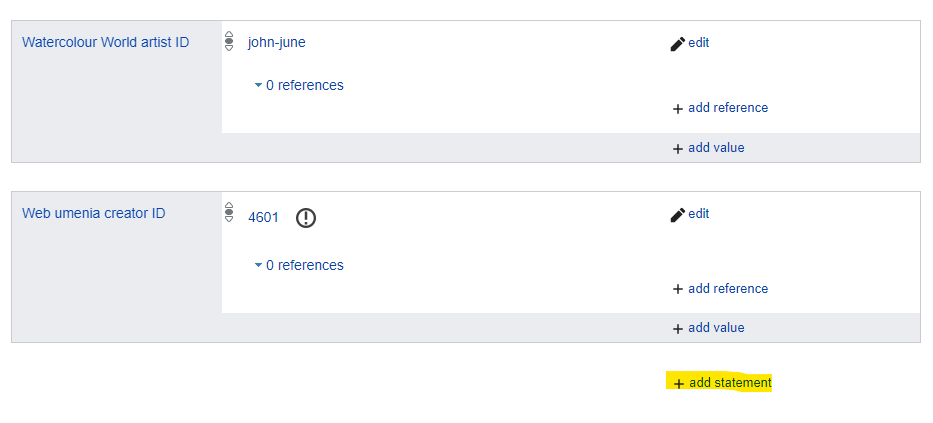 Watercolour World artist ID
john-june
edit
0 references
+ add reference
+ add value
Web umenia creator ID
4601
edit
0 references
+ add reference
+ add value
+ add statement